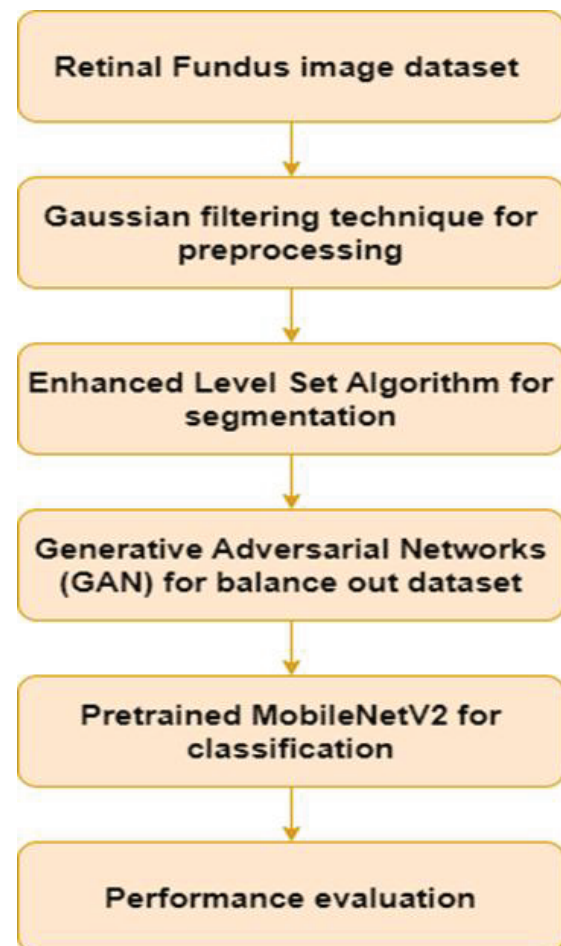 Retinal Fundus image dataset
Gaussian filtering technique for
preprocessing
Enhanced Level Set Algorithm for
segmentation
Generative Adversarial Networks
(GAN) for balance out dataset
Pretrained MobileNetV2 for
classification
Performance evaluation